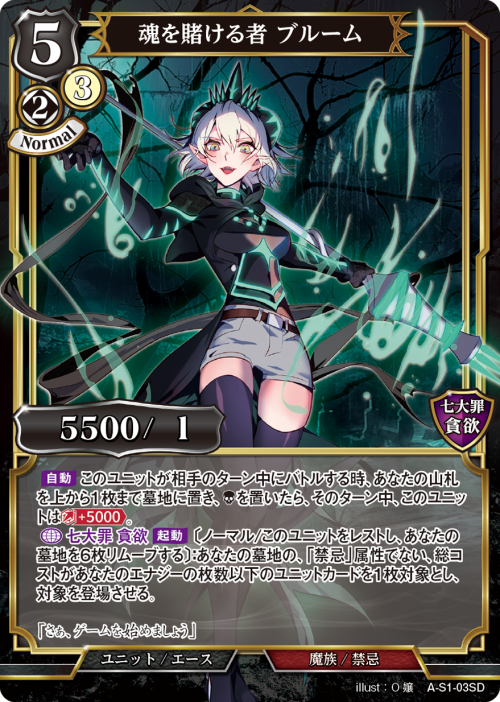 5
魂を賭ける者 ブルーム
2
3
Normal
七大罪
貪欲
5500/ 1
自動 このユニットが相手のターン中にバトルする時、あなたの山札
を上から1枚まで墓地に置き、を置いたら、そのターン中、このユニッ
トは+5000。
七大罪 貪欲 起動 〔ノーマル/このユニットをレストし、あなたの
墓地を6枚リムーブする〕:あなたの墓地の、「禁忌」属性でない、総コ
ストがあなたのエナジーの枚数以下のユニットカードを1枚対象とし、
対象を登場させる。
「さぁ、ゲームを始めましょう」
ユニット/エース
魔族/禁忌
illust:O嬢 A-S1-03SD